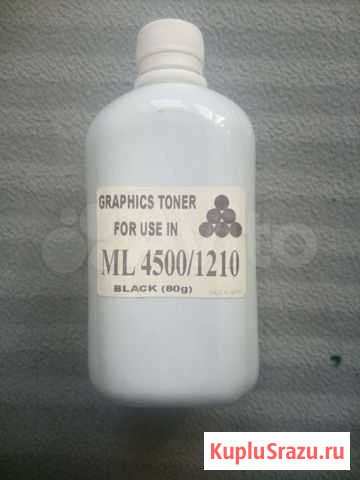 GRAPHICS TONER
FOR USE IN
ML 4500/1210
BLACK (80g)
KupluSrazu.ru